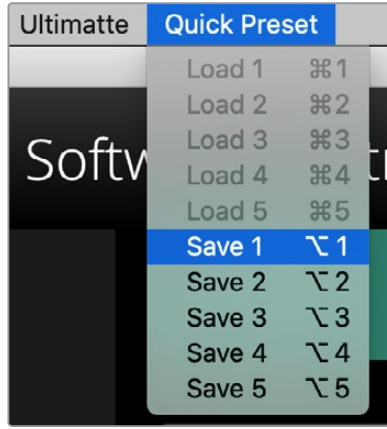 Ultimatte Quick Preset
Load 1 ⌘1
Load 2 ⌘2
Load 3 ⌘3
Load 4 ⌘4
Load 5 ⌘5
Save 1 ⌥1
Save 2 ⌥2
Save 3 ⌥3
Save 4 ⌥4
Save 5 ⌥5